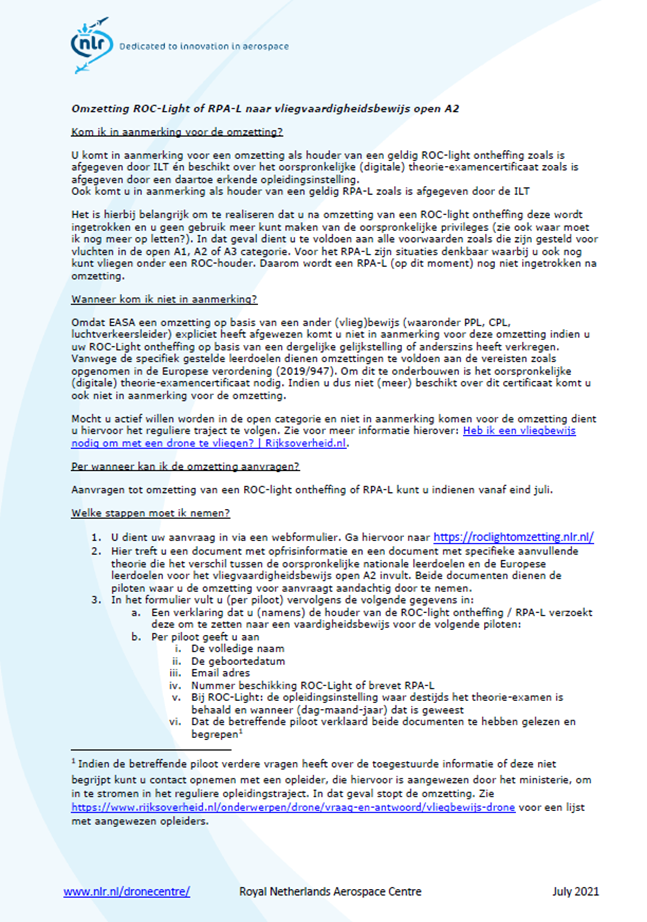 nlr Dedicated to innovation in aerospace
Omzetting ROC-Light of RPA-L naar vliegvaardigheidsbewijs open A2
Kom ik in aanmerking voor de omzetting?
U komt in aanmerking voor een omzetting als houder van een geldig ROC-light ontheffing zoals is
afgegeven door ILT én beschikt over het oorspronkelijke (digitale) theorie-examencertificaat zoals is
afgegeven door een daartoe erkende opleidingsinstelling.
Ook komt u in aanmerking als houder van een geldig RPA-L zoals is afgegeven door de ILT
Het is hierbij belangrijk om te realiseren dat u na omzetting van een ROC-light ontheffing deze wordt
ingetrokken en u geen gebruik meer kunt maken van de oorspronkelijke privileges (zie ook waar moet
ik nog meer op letten?). In dat geval dient u te voldoen aan alle voorwaarden zoals die zijn gesteld voor
vluchten in de open A1, A2 of A3 categorie. Voor het RPA-L zijn situaties denkbaar waarbij u ook nog
kunt vliegen onder een ROC-houder. Daarom wordt een RPA-L (op dit moment) nog niet ingetrokken na
omzetting.
Wanneer kom ik niet in aanmerking?
Omdat EASA een omzetting op basis van een ander (vlieg)bewijs (waaronder PPL, CPL,
luchtverkeersleider) expliciet heeft afgewezen komt u niet in aanmerking voor deze omzetting indien u
uw ROC-Light ontheffing op basis van een dergelijke gelijkstelling of anderszins heeft verkregen.
Vanwege de specifiek gestelde leerdoelen dienen omzettingen te voldoen aan de vereisten zoals
opgenomen in de Europese verordening (2019/947). Om dit te onderbouwen is het oorspronkelijke
(digitale) theorie-examencertificaat nodig. Indien u dus niet (meer) beschikt over dit certificaat komt u
ook niet in aanmerking voor de omzetting.
Mocht u actief willen worden in de open categorie en niet in aanmerking komen voor de omzetting dient
u hiervoor het reguliere traject te volgen. Zie voor meer informatie hierover: Heb ik een vliegbewijs
nodig om met een drone te vliegen? | Rijksoverheid.nl.
Per wanneer kan ik de omzetting aanvragen?
Aanvragen tot omzetting van een ROC-light ontheffing of RPA-L kunt u indienen vanaf eind juli.
Welke stappen moet ik nemen?
1. U dient uw aanvraag in via een webformulier. Ga hiervoor naar https://roclightomzetting.nlr.nl/
2. Hier treft u een document met opfrisinformatie en een document met specifieke aanvullende
theorie die het verschil tussen de oorspronkelijke nationale leerdoelen en de Europese
leerdoelen voor het vliegvaardigheidsbewijs open A2 invult. Beide documenten dienen de
piloten waar u de omzetting voor aanvraagt aandachtig door te nemen.
3. In het formulier vult u (per piloot) vervolgens de volgende gegevens in:
a. Een verklaring dat u (namens) de houder van de ROC-light ontheffing / RPA-L verzoekt
deze om te zetten naar een vaardigheidsbewijs voor de volgende piloten:
b. Per piloot geeft u aan
i. De volledige naam
ii. De geboortedatum
iii. Email adres
iv. Nummer beschikking ROC-Light of brevet RPA-L
v. Bij ROC-Light: de opleidingsinstelling waar destijds het theorie-examen is
behaald en wanneer (dag-maand-jaar) dat is geweest
vi. Dat de betreffende piloot verklaard beide documenten te hebben gelezen en
begrepen1
1 Indien de betreffende piloot verdere vragen heeft over de toegestuurde informatie of deze niet
begrijpt kunt u contact opnemen met een opleider, die hiervoor is aangewezen door het ministerie, om
in te stromen in het reguliere opleidingstraject. In dat geval stopt de omzetting. Zie
https://www.rijksoverheid.nl/onderwerpen/drone/vraag-en-antwoord/vliegbewijs-drone voor een lijst
met aangewezen opleiders.
www.nlr.nl/dronecentre/ Royal Netherlands Aerospace Centre July 2021